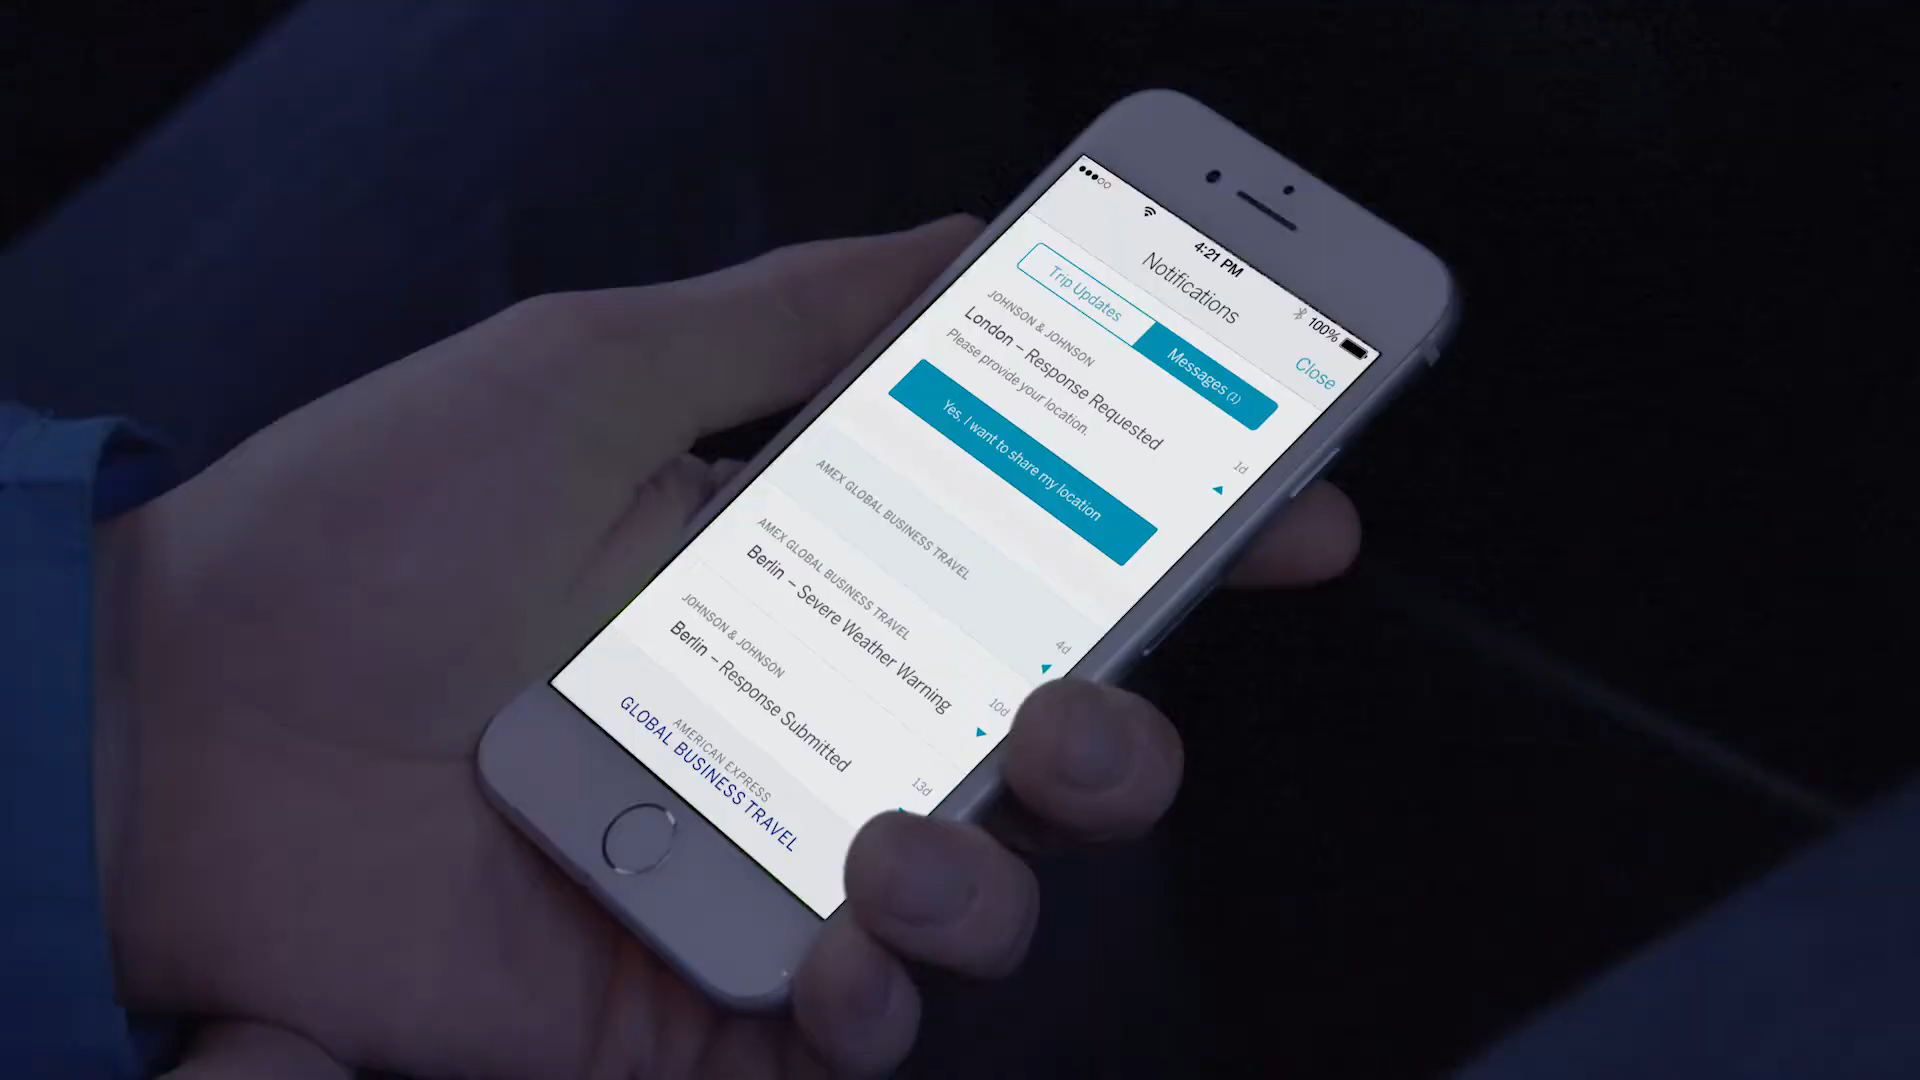 4:21 PM
100%
Notifications
Close
Trip Updates
Messages (1)
JOHNSON & JOHNSON
London – Response Requested
Please provide your location.
1d
Yes, I want to share my location
AMEX GLOBAL BUSINESS TRAVEL
4d
AMEX GLOBAL BUSINESS TRAVEL
Berlin – Severe Weather Warning
10d
JOHNSON & JOHNSON
Berlin – Response Submitted
13d
AMERICAN EXPRESS
GLOBAL BUSINESS TRAVEL